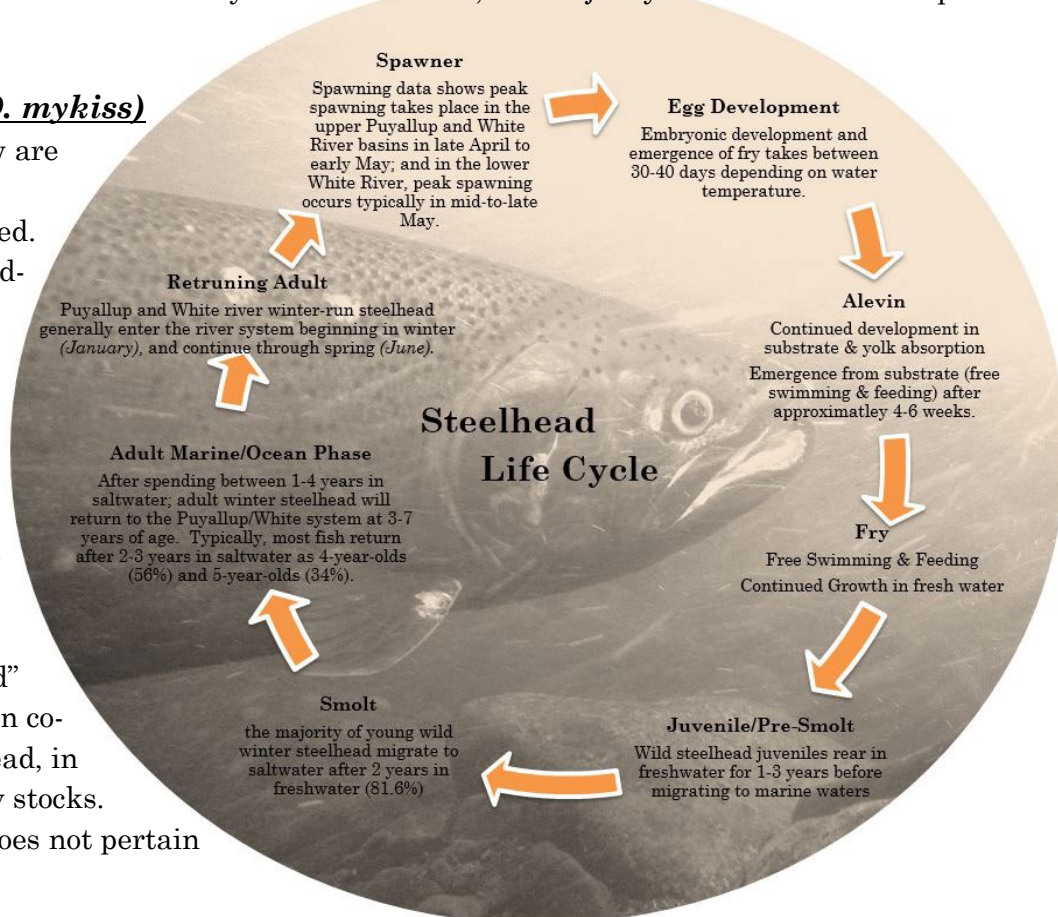 mykiss)
are
ed.
d-
d”
n co-
ead, in
stocks.
oes not pertain
Steelhead
Life Cycle
Spawner
Spawning data shows peak
spawning takes place in the
upper Puyallup and White
River basins in late April to
early May; and in the lower
White River, peak spawning
occurs typically in mid-to-late
May.
Egg Development
Embryonic development and
emergence of fry takes between
30-40 days depending on water
temperature.
Alevin
Continued development in
substrate & yolk absorption
Emergence from substrate (free
swimming & feeding) after
approximatley 4-6 weeks.
Fry
Free Swimming & Feeding
Continued Growth in fresh water
Juvenile/Pre-Smolt
Wild steelhead juveniles rear in
freshwater for 1-3 years before
migrating to marine waters
Smolt
the majority of young wild
winter steelhead migrate to
saltwater after 2 years in
freshwater (81.6%)
Adult Marine/Ocean Phase
After spending between 1-4 years in
saltwater; adult winter steelhead will
return to the Puyallup/White system at 3-7
years of age. Typically, most fish return
after 2-3 years in saltwater as 4-year-olds
(56%) and 5-year-olds (34%).
Retruning Adult
Puyallup and White river winter-run steelhead
generally enter the river system beginning in winter
(January), and continue through spring (June).